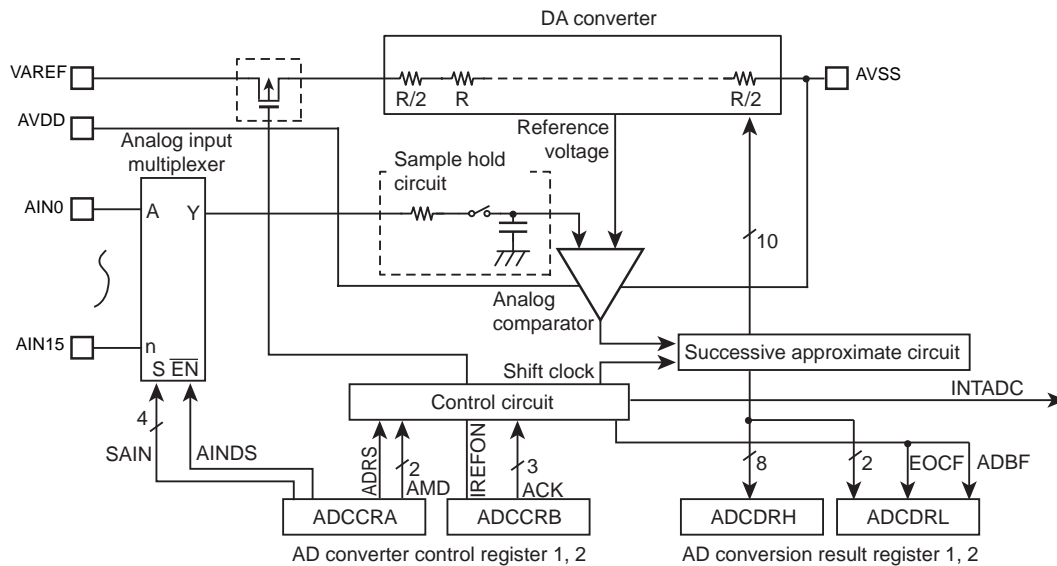 DA converter
VAREF
AVSS
R/2
R
R/2
AVDD
Analog input
multiplexer
Reference
voltage
Sample hold
circuit
AIN0
A
Y
10
Analog
comparator
AIN15
n
S
EN
Successive approximate circuit
Shift clock
INTADC
Control circuit
4
SAIN
AINDS
ADRS
2
AMD
IREFON
3
ACK
8
2
EOCF
ADBF
ADCCRA
ADCCRB
ADCDRH
ADCDRL
AD converter control register 1, 2
AD conversion result register 1, 2